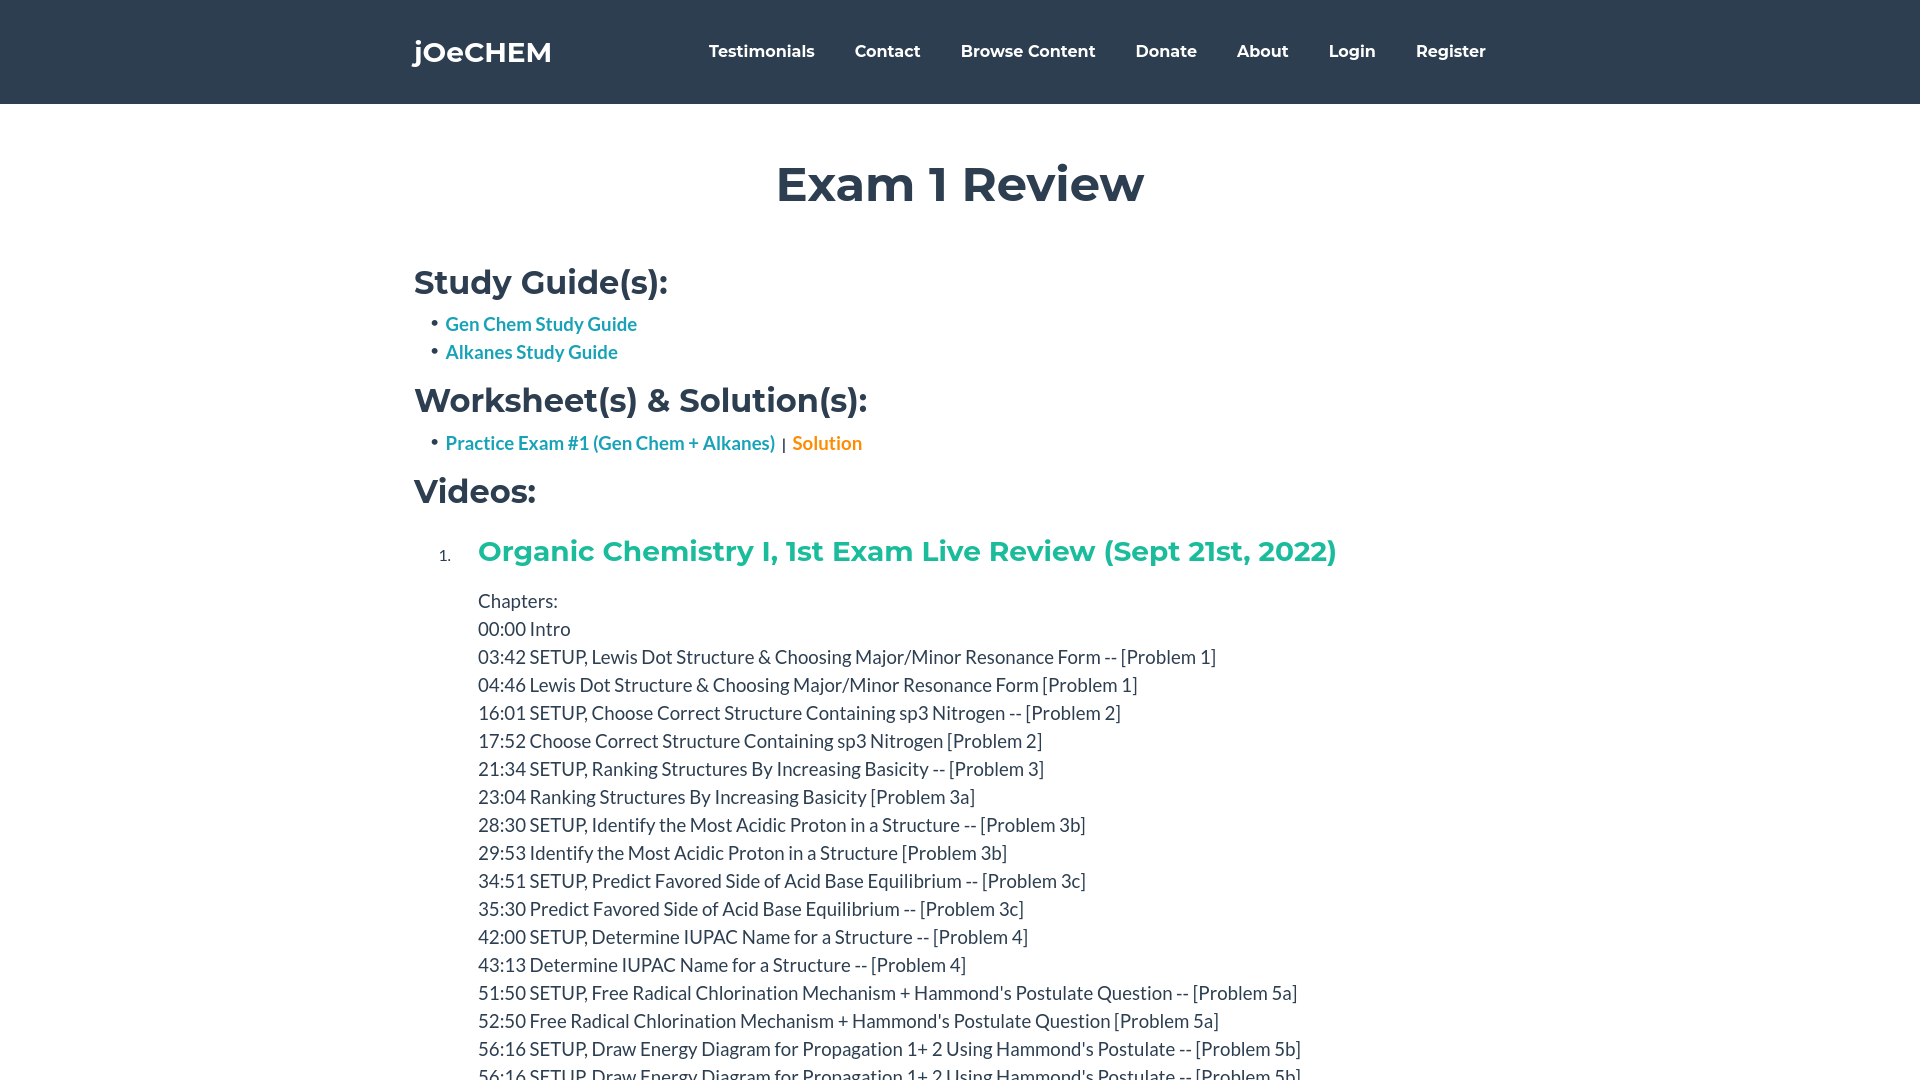 jOeCHEM
Testimonials Contact Browse Content Donate About Login Register
Exam 1 Review
Study Guide(s):
• Gen Chem Study Guide
• Alkanes Study Guide
Worksheet(s) & Solution(s):
• Practice Exam #1 (Gen Chem + Alkanes) | Solution
Videos:
1. Organic Chemistry I, 1st Exam Live Review (Sept 21st, 2022)
Chapters:
00:00 Intro
03:42 SETUP, Lewis Dot Structure & Choosing Major/Minor Resonance Form -- [Problem 1]
04:46 Lewis Dot Structure & Choosing Major/Minor Resonance Form [Problem 1]
16:01 SETUP, Choose Correct Structure Containing sp3 Nitrogen -- [Problem 2]
17:52 Choose Correct Structure Containing sp3 Nitrogen [Problem 2]
21:34 SETUP, Ranking Structures By Increasing Basicity -- [Problem 3]
23:04 Ranking Structures By Increasing Basicity [Problem 3a]
28:30 SETUP, Identify the Most Acidic Proton in a Structure -- [Problem 3b]
29:53 Identify the Most Acidic Proton in a Structure [Problem 3b]
34:51 SETUP, Predict Favored Side of Acid Base Equilibrium -- [Problem 3c]
35:30 Predict Favored Side of Acid Base Equilibrium -- [Problem 3c]
42:00 SETUP, Determine IUPAC Name for a Structure -- [Problem 4]
43:13 Determine IUPAC Name for a Structure -- [Problem 4]
51:50 SETUP, Free Radical Chlorination Mechanism + Hammond's Postulate Question -- [Problem 5a]
52:50 Free Radical Chlorination Mechanism + Hammond's Postulate Question [Problem 5a]
56:16 SETUP, Draw Energy Diagram for Propagation 1+ 2 Using Hammond's Postulate -- [Problem 5b]
56:16 SETUP, Draw Energy Diagram for Propagation 1+ 2 Using Hammond's Postulate -- [Problem 5b]